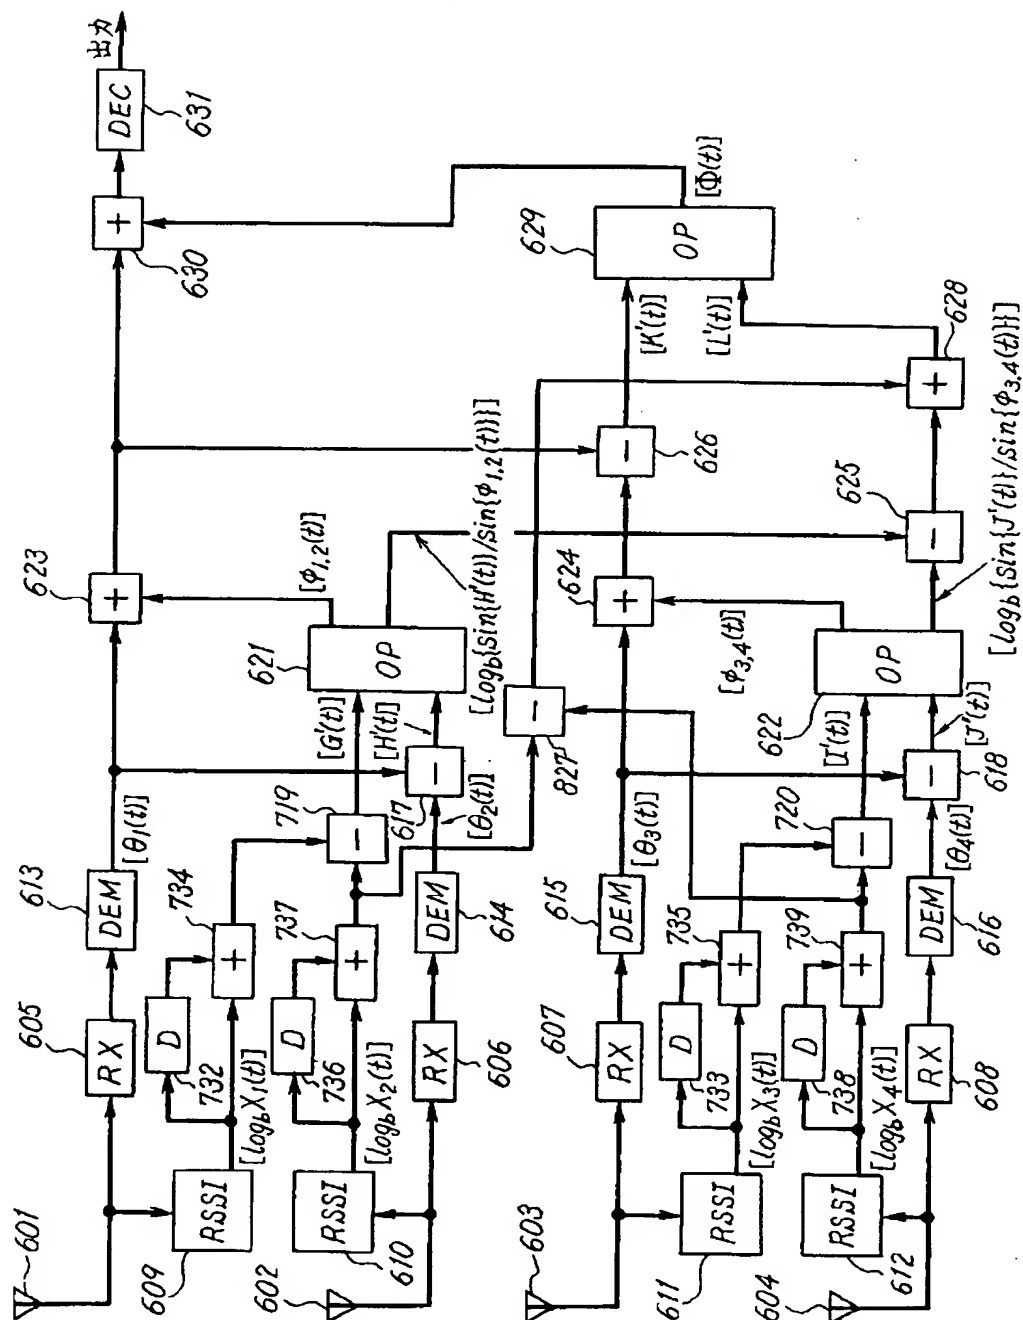 601
605
RX
613
DEM
[θ₁(t)]
623
+
630
+
DEC
631
出力
609
RSSI
732
D
734
+
[log_b X₁(t)]
719
−
[G'(t)]
621
OP
[φ₁,₂(t)]
[log_b{sin{H'(t)}/sin{φ₁,₂(t)}}]
602
RSSI
610
736
D
737
+
[log_b X₂(t)]
RX
606
DEM
614
617
−
[H'(t)]
[θ₂(t)]
827
−
603
607
RX
615
DEM
[θ₃(t)]
624
+
626
−
[K'(t)]
629
OP
[Φ(t)]
611
RSSI
733
D
735
+
[log_b X₃(t)]
720
−
[I'(t)]
622
OP
[φ₃,₄(t)]
625
−
[L'(t)]
628
+
604
RSSI
612
738
D
739
+
[log_b X₄(t)]
RX
608
DEM
616
−
618
[θ₄(t)]
[J'(t)]
[log_b{sin{J'(t)}/sin{φ₃,₄(t)}}]